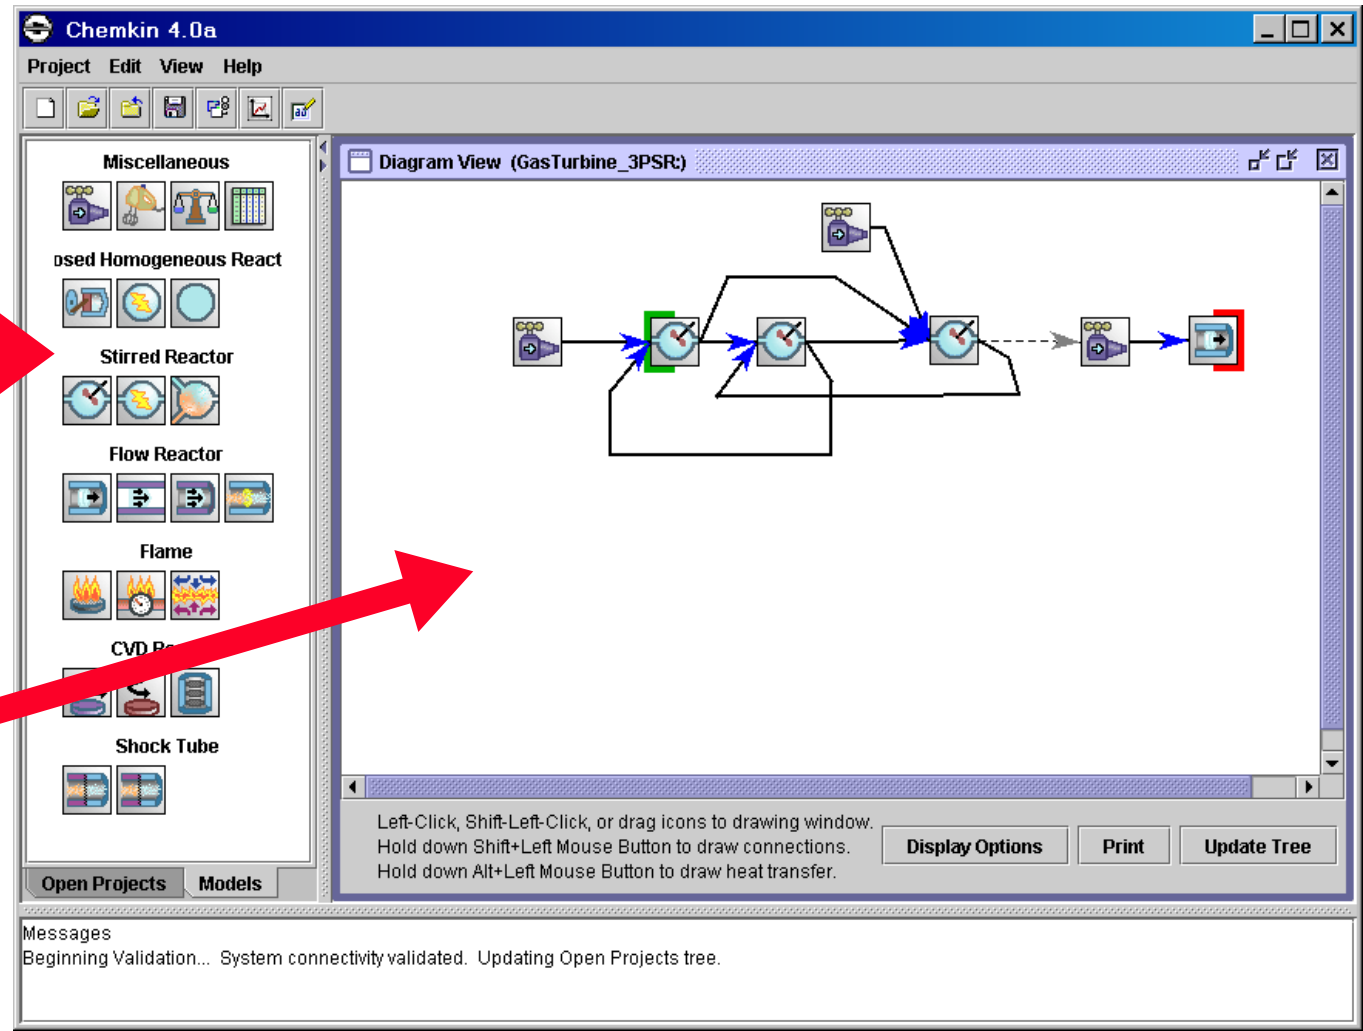 Chemkin 4.0a
Project Edit View Help
Miscellaneous
osed Homogeneous React
Stirred Reactor
Flow Reactor
Flame
CVD
Shock Tube
Open Projects Models
Diagram View (GasTurbine_3PSR:)
Left-Click, Shift-Left-Click, or drag icons to drawing window.
Hold down Shift+Left Mouse Button to draw connections.
Hold down Alt+Left Mouse Button to draw heat transfer.
Display Options Print Update Tree
Messages
Beginning Validation... System connectivity validated. Updating Open Projects tree.